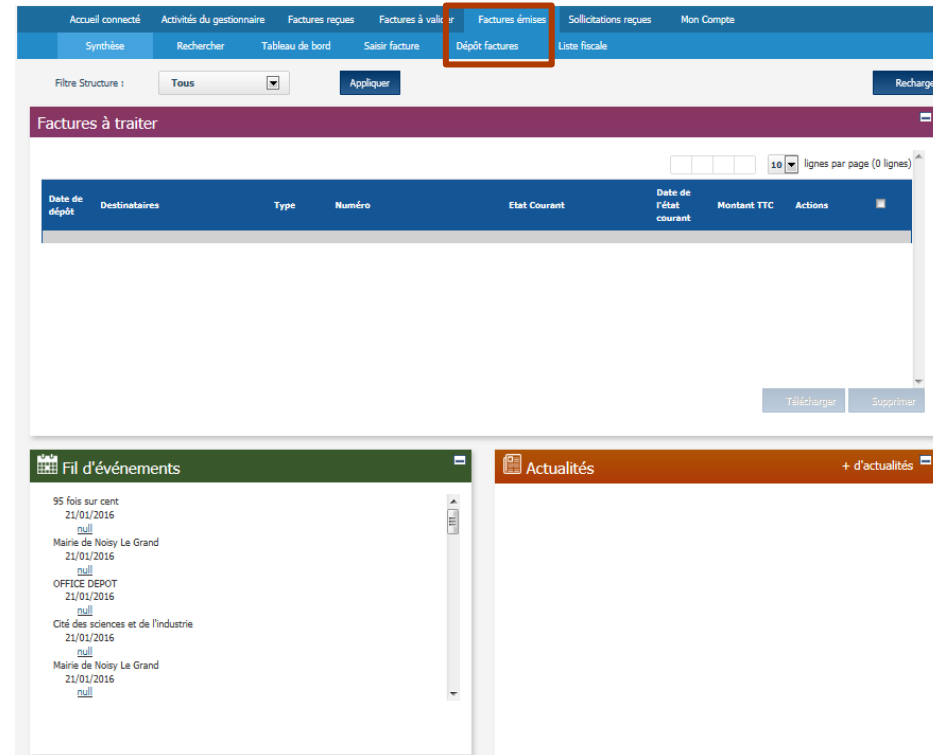 Accueil connecté Activités du gestionnaire Factures reçues Factures à valider Factures émises Sollicitations reçues Mon Compte
Synthèse Rechercher Tableau de bord Saisir facture Dépôt factures Liste fiscale
Filtre Structure : Tous Appliquer Recharge
Factures à traiter
10 lignes par page (0 lignes)
Date de dépôt Destinataires Type Numéro Etat Courant Date de l'état courant Montant TTC Actions
Télécharger Supprimer
Fil d'événements
95 fois sur cent
21/01/2016
null
Mairie de Noisy Le Grand
21/01/2016
null
OFFICE DEPOT
21/01/2016
null
Cité des sciences et de l'industrie
21/01/2016
null
Mairie de Noisy Le Grand
21/01/2016
null
Actualités + d'actualités